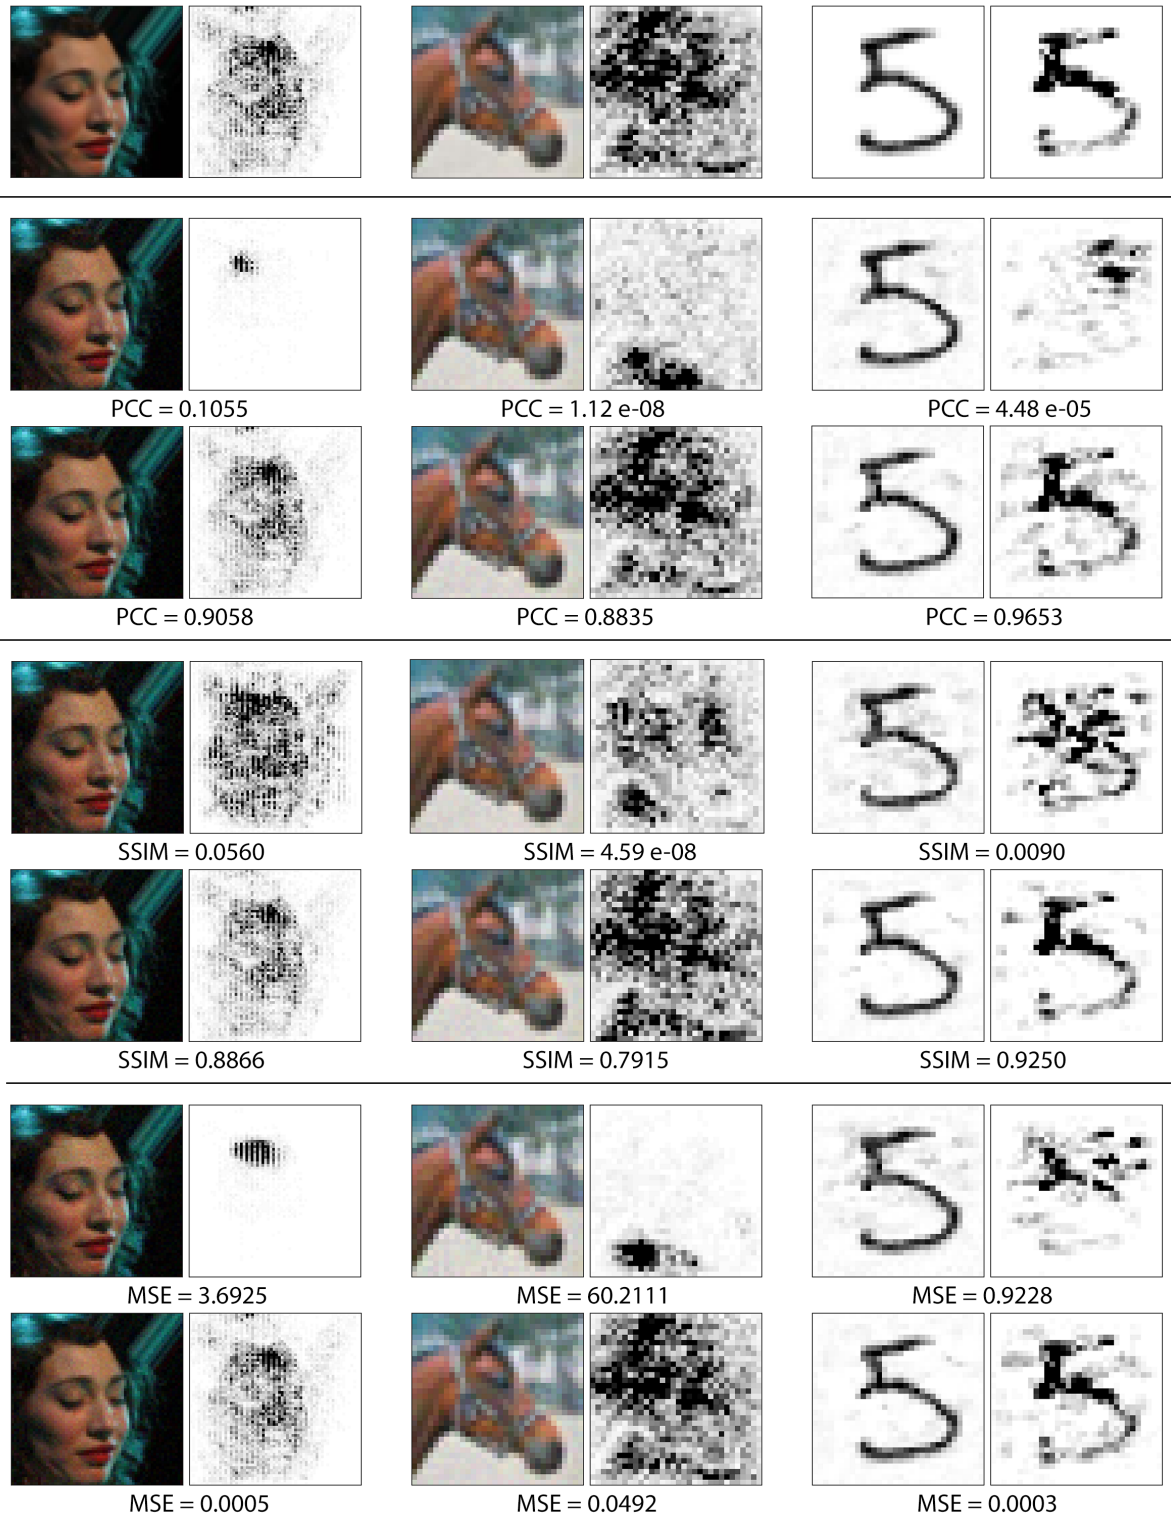 PCC = 0.1055 PCC = 1.12 e-08 PCC = 4.48 e-05
PCC = 0.9058 PCC = 0.8835 PCC = 0.9653
SSIM = 0.0560 SSIM = 4.59 e-08 SSIM = 0.0090
SSIM = 0.8866 SSIM = 0.7915 SSIM = 0.9250
MSE = 3.6925 MSE = 60.2111 MSE = 0.9228
MSE = 0.0005 MSE = 0.0492 MSE = 0.0003